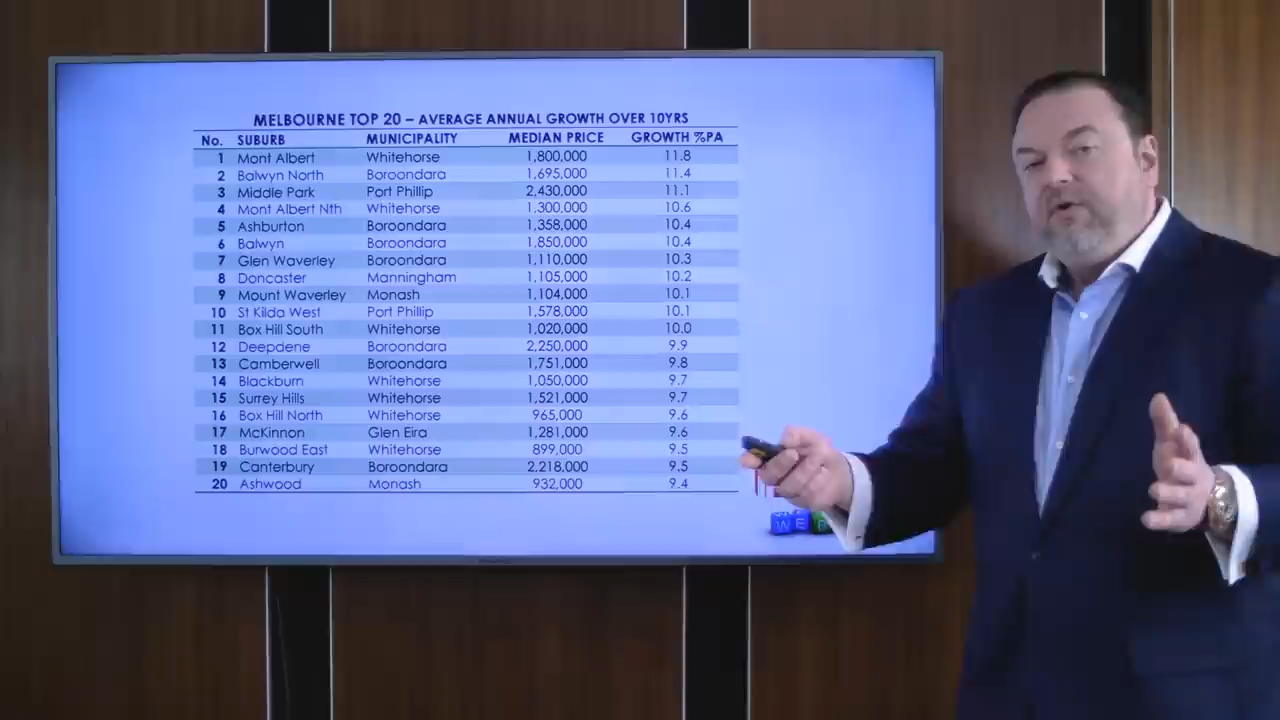 MELBOURNE TOP 20 – AVERAGE ANNUAL GROWTH OVER 10YRS
No. SUBURB MUNICIPALITY MEDIAN PRICE GROWTH %PA
1 Mont Albert Whitehorse 1,800,000 11.8
2 Balwyn North Boroondara 1,695,000 11.4
3 Middle Park Port Phillip 2,430,000 11.1
4 Mont Albert Nth Whitehorse 1,300,000 10.6
5 Ashburton Boroondara 1,358,000 10.4
6 Balwyn Boroondara 1,850,000 10.4
7 Glen Waverley Boroondara 1,110,000 10.3
8 Doncaster Manningham 1,105,000 10.2
9 Mount Waverley Monash 1,104,000 10.1
10 St Kilda West Port Phillip 1,578,000 10.1
11 Box Hill South Whitehorse 1,020,000 10.0
12 Deepdene Boroondara 2,250,000 9.9
13 Camberwell Boroondara 1,751,000 9.8
14 Blackburn Whitehorse 1,050,000 9.7
15 Surrey Hills Whitehorse 1,521,000 9.7
16 Box Hill North Whitehorse 965,000 9.6
17 McKinnon Glen Eira 1,281,000 9.6
18 Burwood East Whitehorse 899,000 9.5
19 Canterbury Boroondara 2,218,000 9.5
20 Ashwood Monash 932,000 9.4
WE